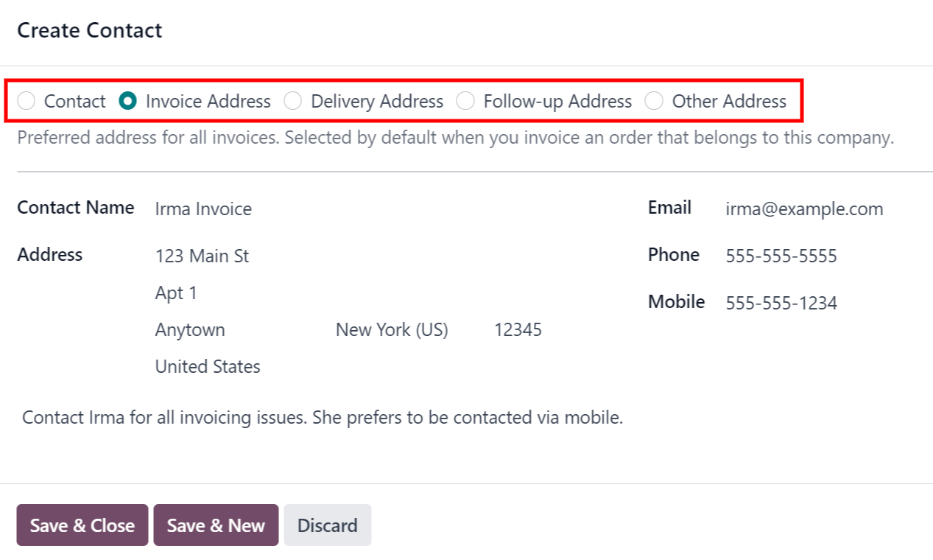 Create Contact
Contact Invoice Address Delivery Address Follow-up Address Other Address
Preferred address for all invoices. Selected by default when you invoice an order that belongs to this company.
Contact Name Irma Invoice Email irma@example.com
Address 123 Main St Phone 555-555-5555
Apt 1 Mobile 555-555-1234
Anytown New York (US) 12345
United States
Contact Irma for all invoicing issues. She prefers to be contacted via mobile.
Save & Close Save & New Discard